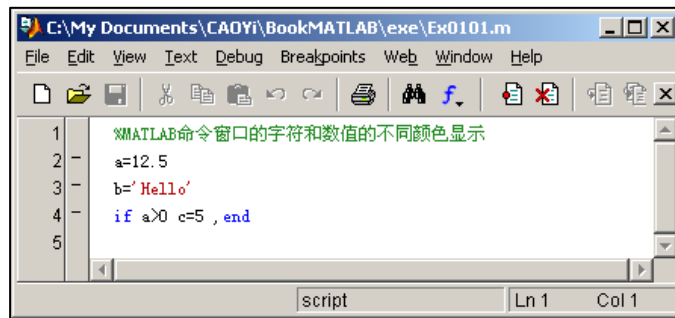 C:\My Documents\CAOYi\BookMATLAB\exe\Ex0101.m
File Edit View Text Debug Breakpoints Web Window Help
1 %MATLAB命令窗口的字符和数值的不同颜色显示
2 - a=12.5
3 - b='Hello'
4 - if a>0 c=5 ,end
5
script Ln 1 Col 1